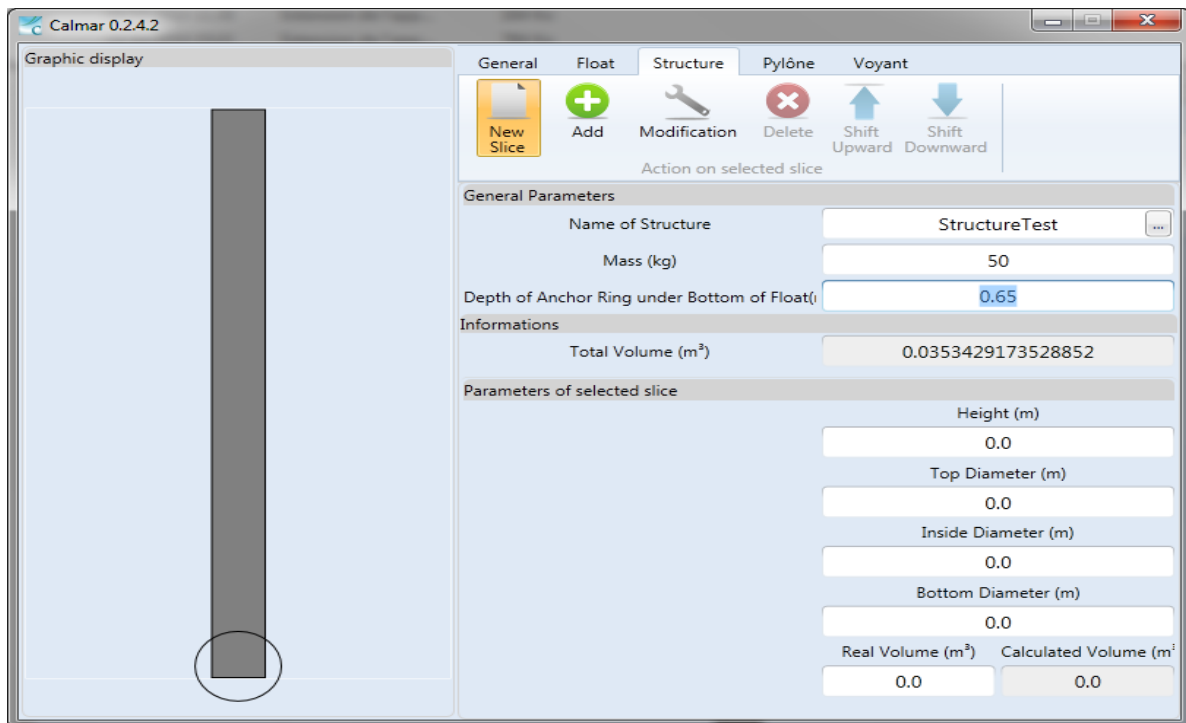 Calmar 0.2.4.2
Graphic display
General Float Structure Pylône Voyant
New Slice
Add
Modification
Delete
Shift Upward
Shift Downward
Action on selected slice
General Parameters
Name of Structure StructureTest ...
Mass (kg) 50
Depth of Anchor Ring under Bottom of Float( 0.65
Informations
Total Volume (m³) 0.0353429173528852
Parameters of selected slice
Height (m)
0.0
Top Diameter (m)
0.0
Inside Diameter (m)
0.0
Bottom Diameter (m)
0.0
Real Volume (m³) Calculated Volume (m³
0.0 0.0